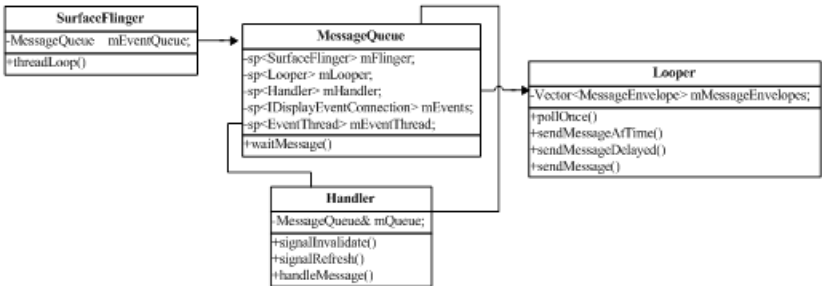 SurfaceFlinger
-MessageQueue mEventQueue;
+threadLoop()
MessageQueue
-sp<SurfaceFlinger> mFlinger;
-sp<Looper> mLooper;
-sp<Handler> mHandler;
-sp<IDisplayEventConnection> mEvents;
-sp<EventThread> mEventThread;
+waitMessage()
Looper
-Vector<MessageEnvelope> mMessageEnvelopes;
+pollOnce()
+sendMessageAtTime()
+sendMessageDelayed()
+sendMessage()
Handler
-MessageQueue& mQueue;
+signalInvalidate()
+signalRefresh()
+handleMessage()